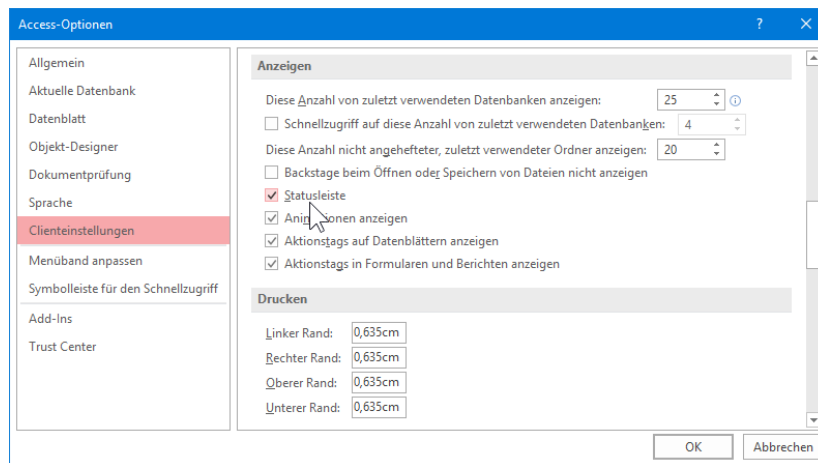 Access-Optionen
Allgemein
Aktuelle Datenbank
Datenblatt
Objekt-Designer
Dokumentprüfung
Sprache
Clienteinstellungen
Menüband anpassen
Symbolleiste für den Schnellzugriff
Add-Ins
Trust Center
Anzeigen
Diese Anzahl von zuletzt verwendeten Datenbanken anzeigen: 25
Schnellzugriff auf diese Anzahl von zuletzt verwendeten Datenbanken: 4
Diese Anzahl nicht angehefteter, zuletzt verwendeter Ordner anzeigen: 20
Backstage beim Öffnen oder Speichern von Dateien nicht anzeigen
Statusleiste
Animationen anzeigen
Aktionstags auf Datenblättern anzeigen
Aktionstags in Formularen und Berichten anzeigen
Drucken
Linker Rand: 0,635cm
Rechter Rand: 0,635cm
Oberer Rand: 0,635cm
Unterer Rand: 0,635cm
OK Abbrechen